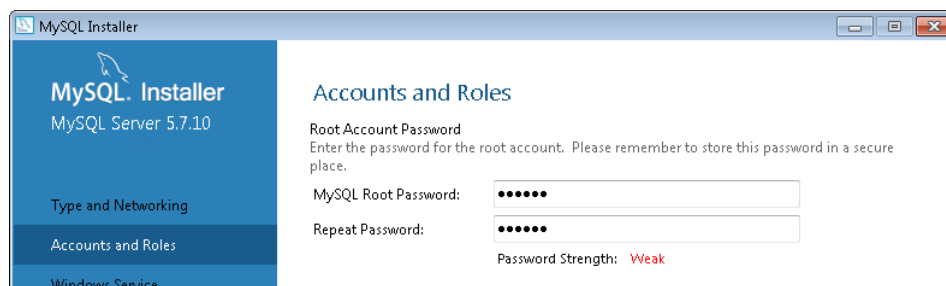 MySQL Installer
MySQL. Installer
MySQL Server 5.7.10
Type and Networking
Accounts and Roles
Windows Service
Accounts and Roles
Root Account Password
Enter the password for the root account. Please remember to store this password in a secure
place.
MySQL Root Password: ••••••
Repeat Password: ••••••
Password Strength: Weak